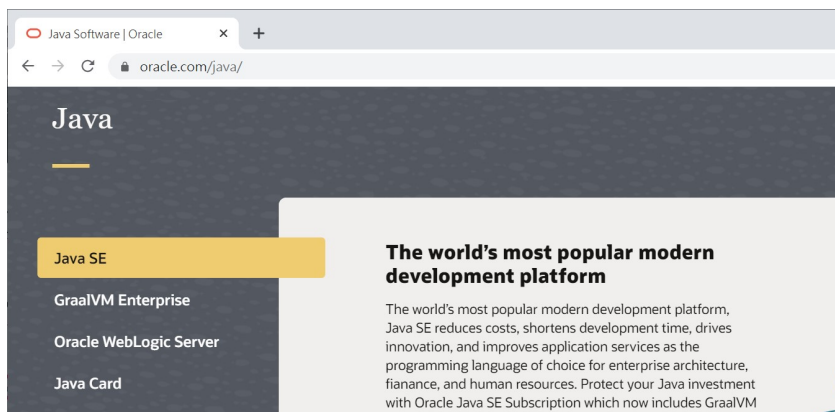 Java Software | Oracle
oracle.com/java/
Java
Java SE
GraalVM Enterprise
Oracle WebLogic Server
Java Card
The world's most popular modern
development platform
The world's most popular modern development platform,
Java SE reduces costs, shortens development time, drives
innovation, and improves application services as the
programming language of choice for enterprise architecture,
fianance, and human resources. Protect your Java investment
with Oracle Java SE Subscription which now includes GraalVM